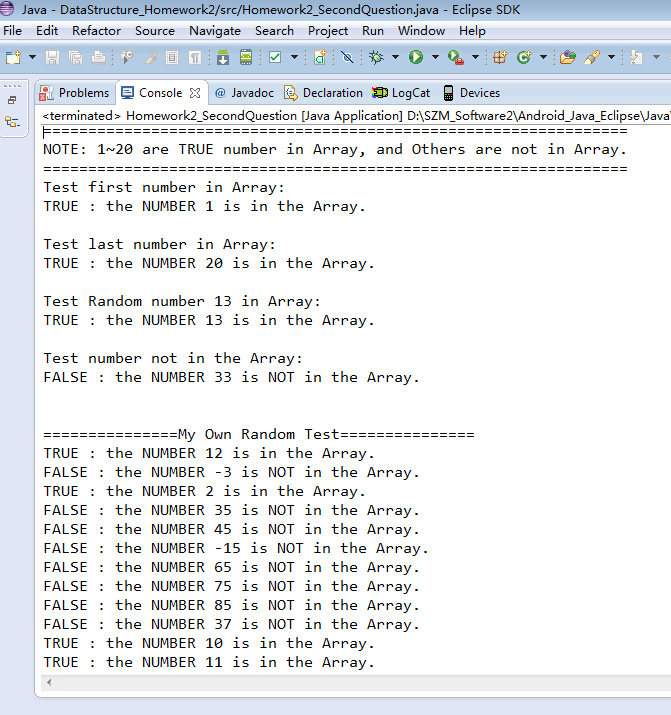 Java - DataStructure_Homework2/src/Homework2_SecondQuestion.java - Eclipse SDK
File Edit Refactor Source Navigate Search Project Run Window Help
Problems Console @ Javadoc Declaration LogCat Devices
<terminated> Homework2_SecondQuestion [Java Application] D:\SZM_Software2\Android_Java_Eclipse\Java
=================================================================
NOTE: 1~20 are TRUE number in Array, and Others are not in Array.
=================================================================
Test first number in Array:
TRUE : the NUMBER 1 is in the Array.
Test last number in Array:
TRUE : the NUMBER 20 is in the Array.
Test Random number 13 in Array:
TRUE : the NUMBER 13 is in the Array.
Test number not in the Array:
FALSE : the NUMBER 33 is NOT in the Array.
===============My Own Random Test===============
TRUE : the NUMBER 12 is in the Array.
FALSE : the NUMBER -3 is NOT in the Array.
TRUE : the NUMBER 2 is in the Array.
FALSE : the NUMBER 35 is NOT in the Array.
FALSE : the NUMBER 45 is NOT in the Array.
FALSE : the NUMBER -15 is NOT in the Array.
FALSE : the NUMBER 65 is NOT in the Array.
FALSE : the NUMBER 75 is NOT in the Array.
FALSE : the NUMBER 85 is NOT in the Array.
FALSE : the NUMBER 37 is NOT in the Array.
TRUE : the NUMBER 10 is in the Array.
TRUE : the NUMBER 11 is in the Array.